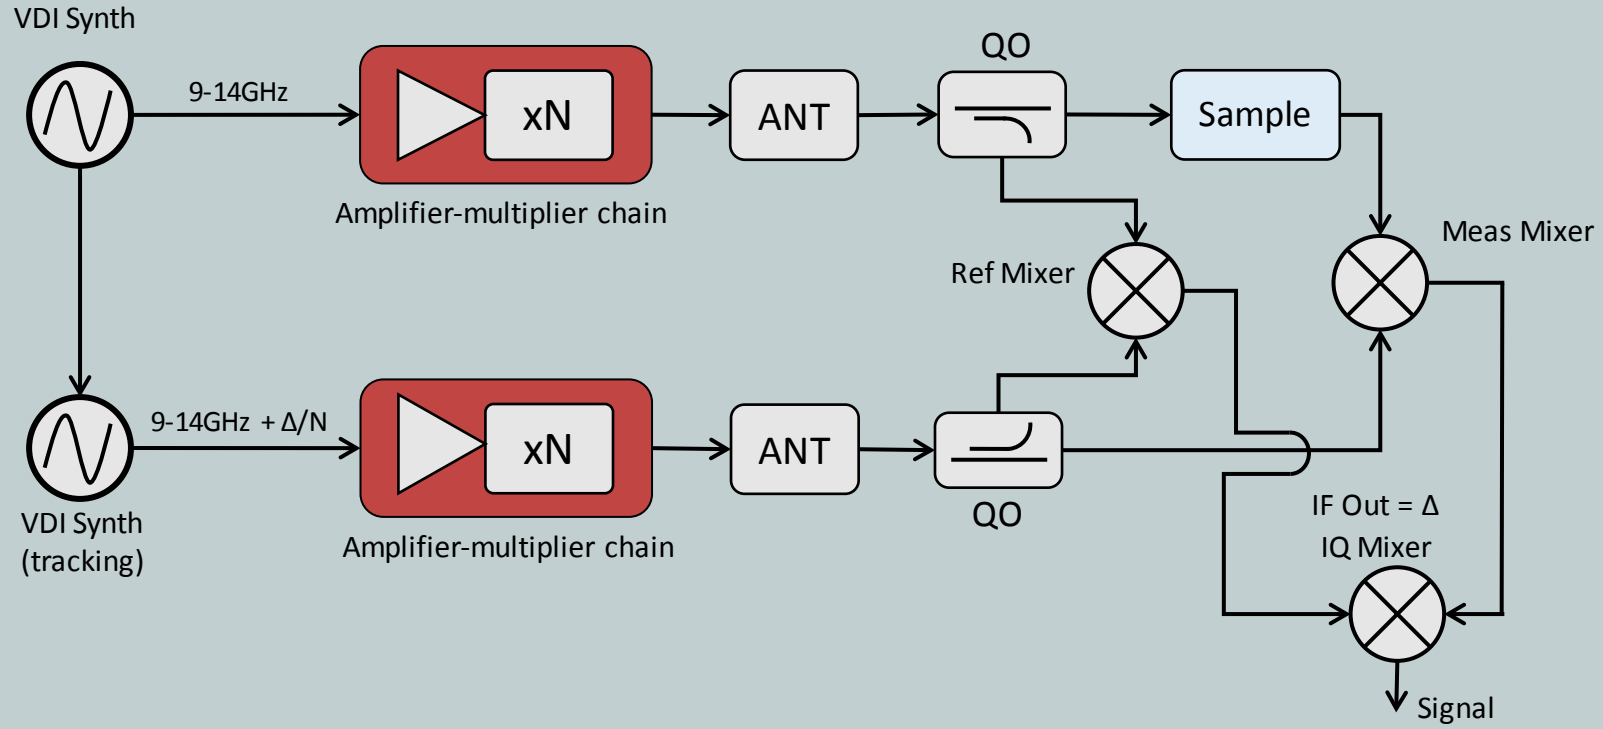 VDI Synth
9-14GHz
xN
Amplifier-multiplier chain
ANT
QO
Sample
Ref Mixer
Meas Mixer
9-14GHz + Δ/N
VDI Synth
(tracking)
xN
Amplifier-multiplier chain
ANT
QO
IF Out = Δ
IQ Mixer
Signal